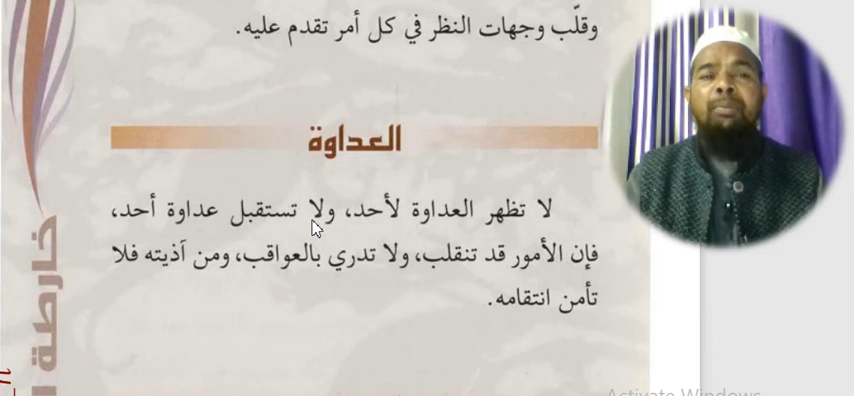 وقلّب وجهات النظر في كل أمر تقدم عليه.
العداوة
لا تظهر العداوة لأحد، ولا تستقبل عداوة أحد،
فإن الأمور قد تنقلب، ولا تدري بالعواقب، ومن آذيته فلا
تأمن انتقامه.
خارطة
Activate Windows